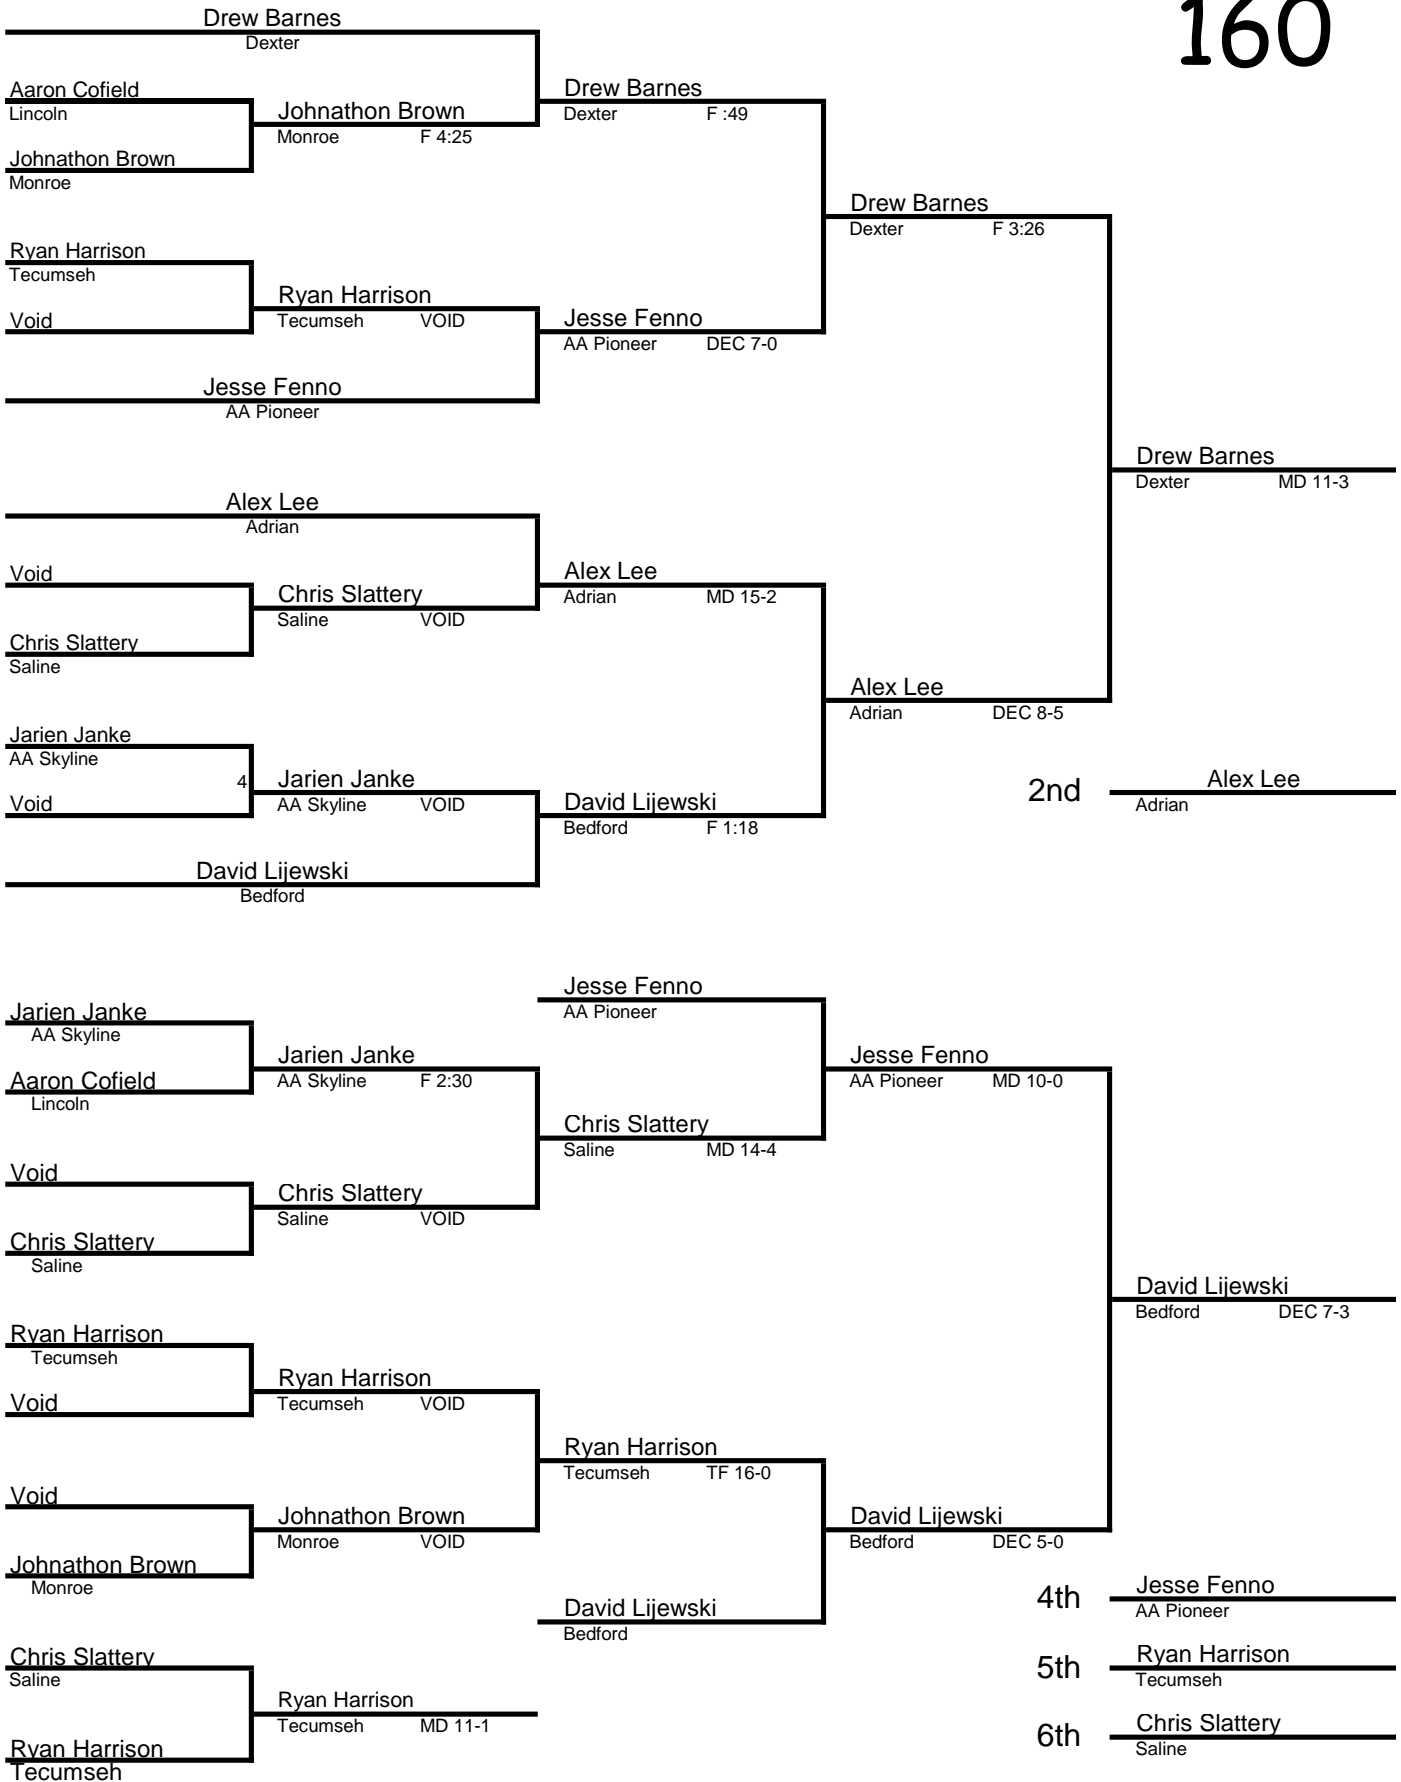 160
Drew Barnes
Dexter
Aaron Cofield
Lincoln
Johnathon Brown
Monroe F 4:25
Johnathon Brown
Monroe
Drew Barnes
Dexter F :49
Ryan Harrison
Tecumseh
Void
Ryan Harrison
Tecumseh VOID
Jesse Fenno
AA Pioneer
Jesse Fenno
AA Pioneer DEC 7-0
Drew Barnes
Dexter F 3:26
Alex Lee
Adrian
Void
Chris Slattery
Saline
Chris Slattery
Saline VOID
Alex Lee
Adrian MD 15-2
Jarien Janke
AA Skyline
4
Void
Jarien Janke
AA Skyline VOID
David Lijewski
Bedford
David Lijewski
Bedford F 1:18
Alex Lee
Adrian DEC 8-5
Drew Barnes
Dexter MD 11-3
2nd Alex Lee
Adrian
Jarien Janke
AA Skyline
Aaron Cofield
Lincoln
Jarien Janke
AA Skyline F 2:30
Void
Chris Slattery
Saline
Chris Slattery
Saline VOID
Jesse Fenno
AA Pioneer
Chris Slattery
Saline MD 14-4
Jesse Fenno
AA Pioneer MD 10-0
Ryan Harrison
Tecumseh
Void
Ryan Harrison
Tecumseh VOID
Void
Johnathon Brown
Monroe
Johnathon Brown
Monroe VOID
Ryan Harrison
Tecumseh TF 16-0
David Lijewski
Bedford
David Lijewski
Bedford DEC 5-0
David Lijewski
Bedford DEC 7-3
Chris Slattery
Saline
Ryan Harrison
Tecumseh
Ryan Harrison
Tecumseh MD 11-1
4th Jesse Fenno
AA Pioneer
5th Ryan Harrison
Tecumseh
6th Chris Slattery
Saline